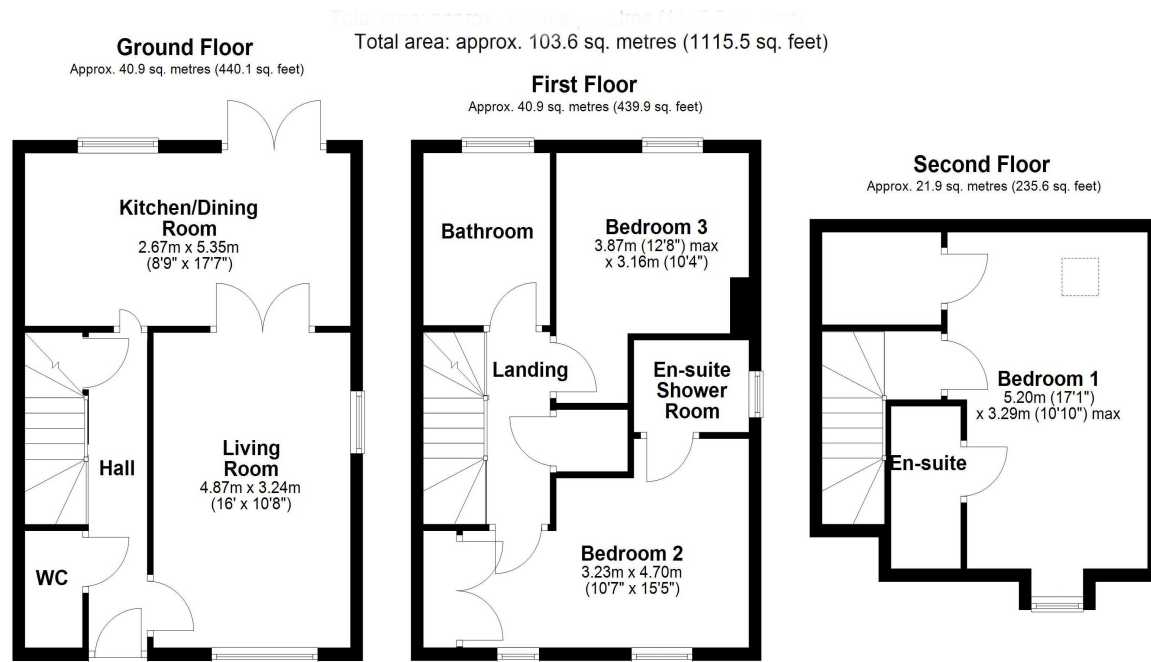 Total area: approx. 103.6 sq. metres (1115.5 sq. feet)
Ground Floor
Approx. 40.9 sq. metres (440.1 sq. feet)
Kitchen/Dining
Room
2.67m x 5.35m
(8'9" x 17'7")
Living
Room
4.87m x 3.24m
(16' x 10'8")
Hall
WC
First Floor
Approx. 40.9 sq. metres (439.9 sq. feet)
Bathroom
Bedroom 3
3.87m (12'8") max
x 3.16m (10'4")
Landing
En-suite
Shower
Room
Bedroom 2
3.23m x 4.70m
(10'7" x 15'5")
Second Floor
Approx. 21.9 sq. metres (235.6 sq. feet)
Bedroom 1
5.20m (17'1")
x 3.29m (10'10") max
En-suite